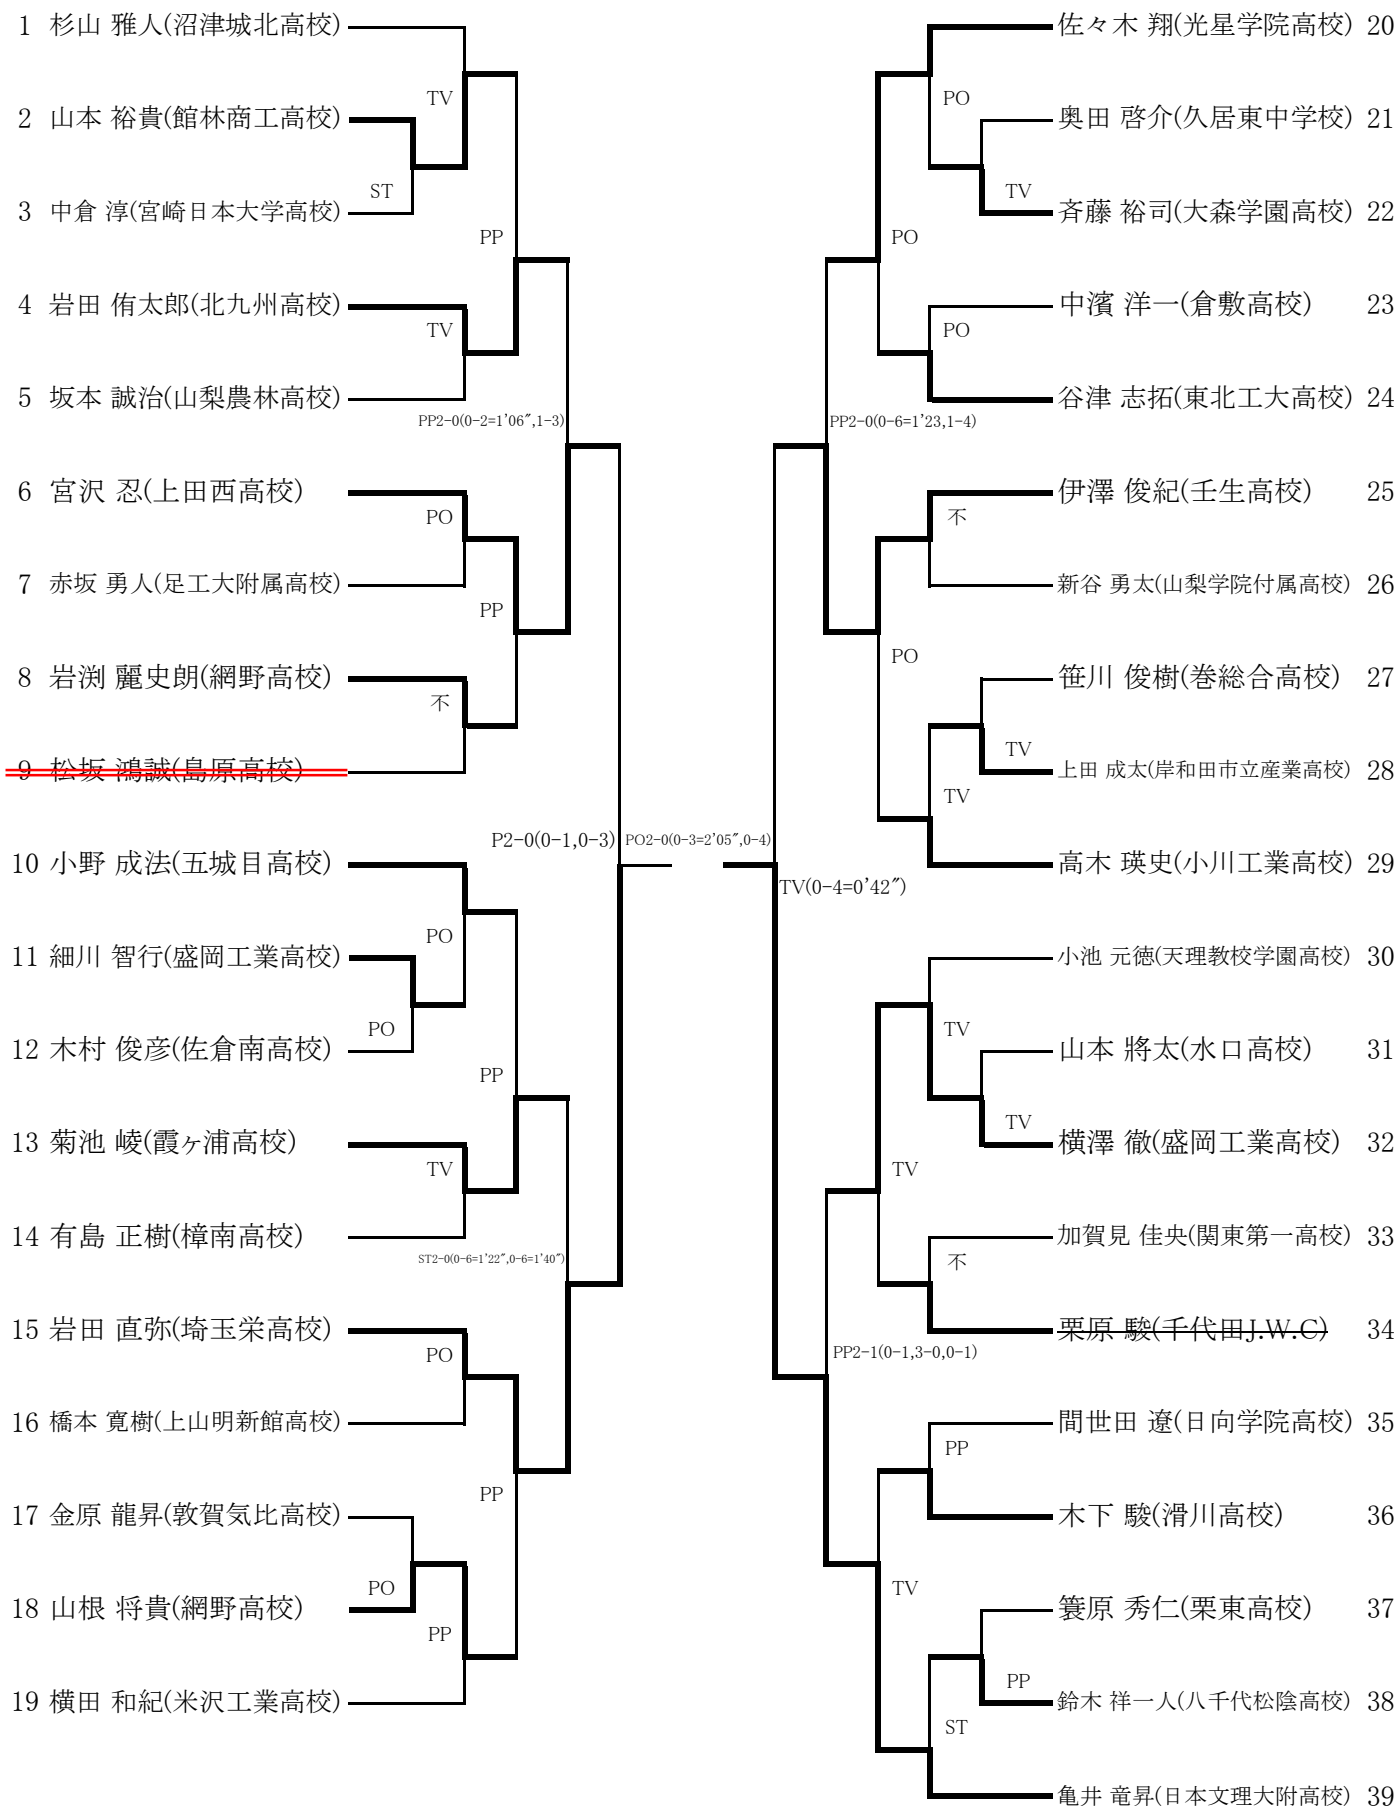 1 杉山 雅人(沼津城北高校)
TV
2 山本 裕貴(館林商工高校)
ST
3 中倉 淳(宮崎日本大学高校)
PP
4 岩田 侑太郎(北九州高校)
TV
5 坂本 誠治(山梨農林高校)
PP2-0(0-2=1'06″,1-3)
6 宮沢 忍(上田西高校)
PO
7 赤坂 勇人(足工大附属高校)
PP
8 岩渕 麗史朗(網野高校)
不
9 松坂 鴻誠(島原高校)
P2-0(0-1,0-3)
10 小野 成法(五城目高校)
PO
11 細川 智行(盛岡工業高校)
PO
12 木村 俊彦(佐倉南高校)
PP
13 菊池 崚(霞ヶ浦高校)
TV
14 有島 正樹(樟南高校)
ST2-0(0-6=1'22″,0-6=1'40″)
15 岩田 直弥(埼玉栄高校)
PO
16 橋本 寛樹(上山明新館高校)
PP
17 金原 龍昇(敦賀気比高校)
PO
18 山根 将貴(網野高校)
PP
19 横田 和紀(米沢工業高校)
PO2-0(0-3=2'05″,0-4)
佐々木 翔(光星学院高校) 20
PO
奥田 啓介(久居東中学校) 21
TV
斉藤 裕司(大森学園高校) 22
PO
中濱 洋一(倉敷高校) 23
PO
谷津 志拓(東北工大高校) 24
PP2-0(0-6=1'23,1-4)
伊澤 俊紀(壬生高校) 25
不
新谷 勇太(山梨学院付属高校) 26
PO
笹川 俊樹(巻総合高校) 27
TV
上田 成太(岸和田市立産業高校) 28
TV
高木 瑛史(小川工業高校) 29
TV(0-4=0'42″)
小池 元徳(天理教校学園高校) 30
TV
山本 將太(水口高校) 31
TV
横澤 徹(盛岡工業高校) 32
TV
加賀見 佳央(関東第一高校) 33
不
栗原 駿(千代田J.W.C) 34
PP2-1(0-1,3-0,0-1)
間世田 遼(日向学院高校) 35
PP
木下 駿(滑川高校) 36
TV
簑原 秀仁(栗東高校) 37
PP
鈴木 祥一人(八千代松陰高校) 38
ST
亀井 竜昇(日本文理大附高校) 39